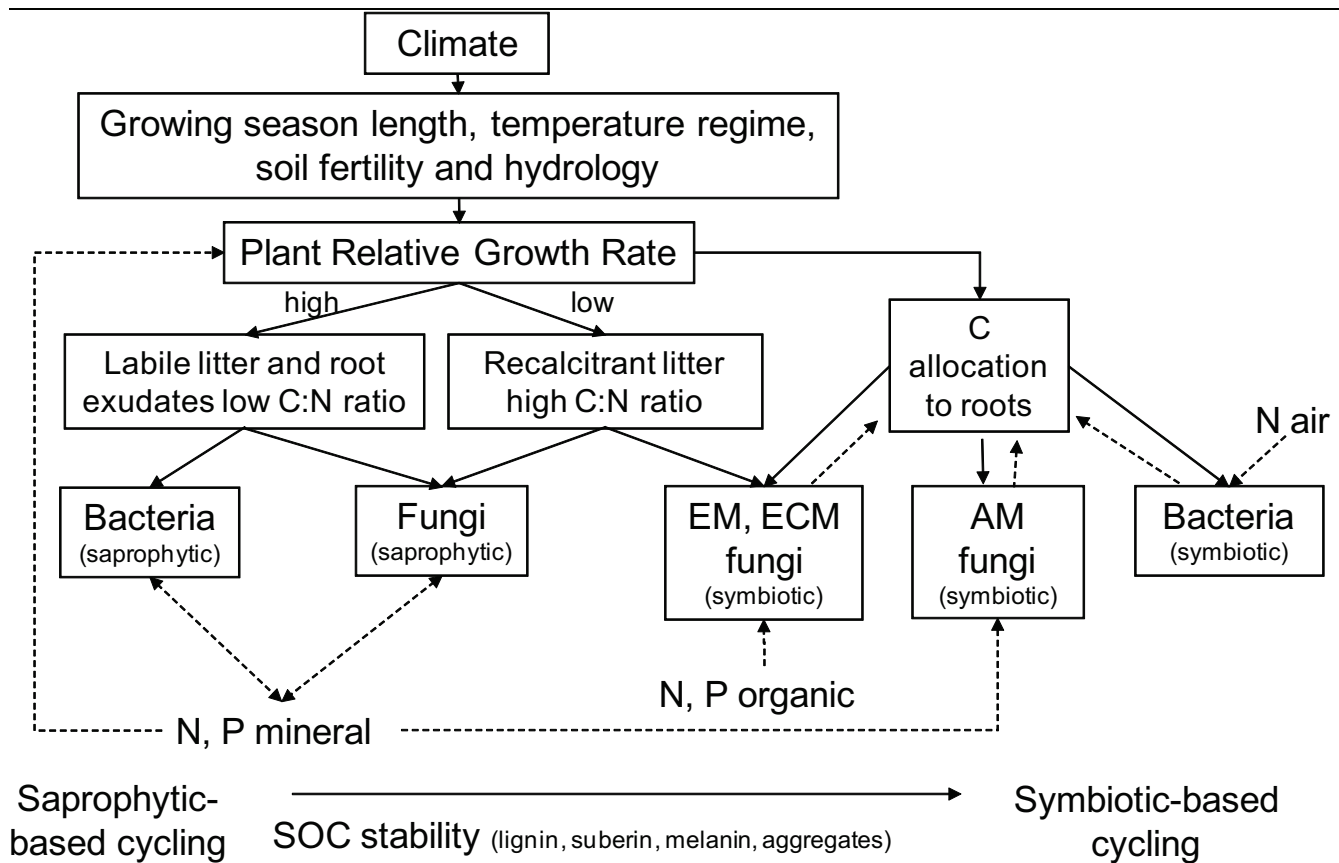 Climate
Growing season length, temperature regime,
soil fertility and hydrology
Plant Relative Growth Rate
high
low
Labile litter and root
exudates low C:N ratio
Recalcitrant litter
high C:N ratio
C
allocation
to roots
N air
Bacteria
(saprophytic)
Fungi
(saprophytic)
EM, ECM
fungi
(symbiotic)
AM
fungi
(symbiotic)
Bacteria
(symbiotic)
N, P organic
N, P mineral
Saprophytic-
based cycling
SOC stability (lignin, suberin, melanin, aggregates)
Symbiotic-based
cycling